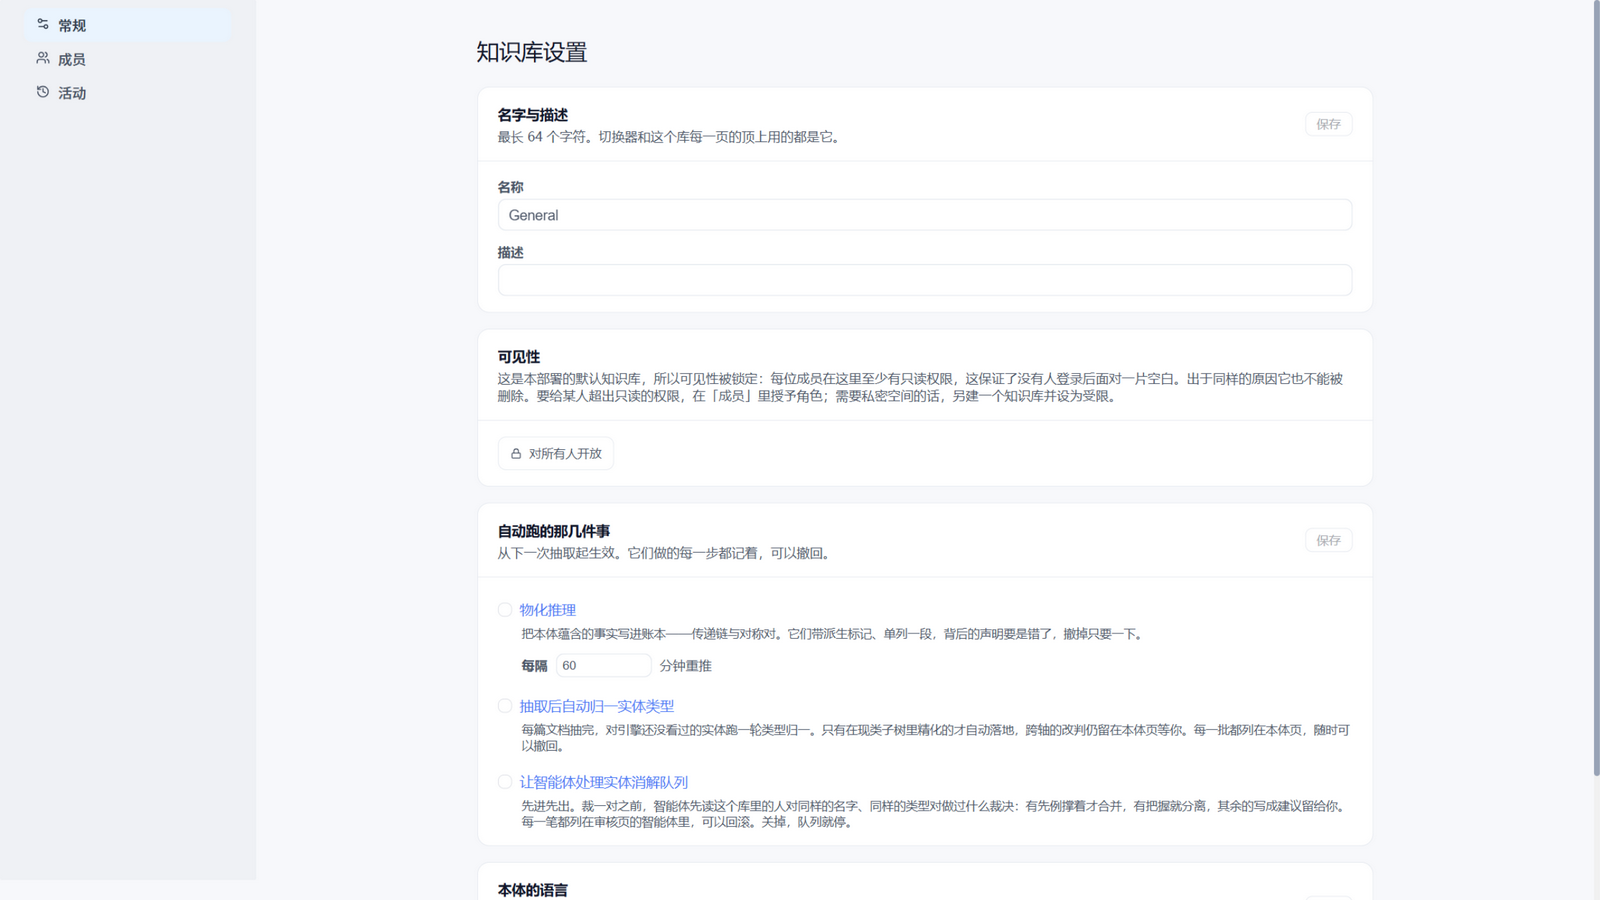 常规
成员
活动
知识库设置
名字与描述
最长 64 个字符。切换器和这个库每一页的顶上用的都是它。
保存
名称
General
描述
可见性
这是本部署的默认知识库，所以可见性被锁定：每位成员在这里至少有只读权限，这保证了没有人登录后面对一片空白。出于同样的原因它也不能被
删除。要给某人超出只读的权限，在「成员」里授予角色；需要私密空间的话，另建一个知识库并设为受限。
对所有人开放
自动跑的那几件事
从下一次抽取起生效。它们做的每一步都记着，可以撤回。
保存
物化推理
把本体蕴含的事实写进账本——传递链与对称对。它们带派生标记、单列一段，背后的声明要是错了，撤掉只要一下。
每隔 60 分钟重推
抽取后自动归一实体类型
每篇文档抽完，对引擎还没看过的实体跑一轮类型归一。只有在现类子树里精化的才自动落地，跨轴的改判仍留在本体页等你。每一批都列在本体页，随时可
以撤回。
让智能体处理实体消解队列
先进先出。裁一对之前，智能体先读这个库里的人对同样的名字、同样的类型对做过什么裁决：有先例撑着才合并，有把握就分离，其余的写成建议留给你。
每一笔都列在审核页的智能体里，可以回滚。关掉，队列就停。
本体的语言